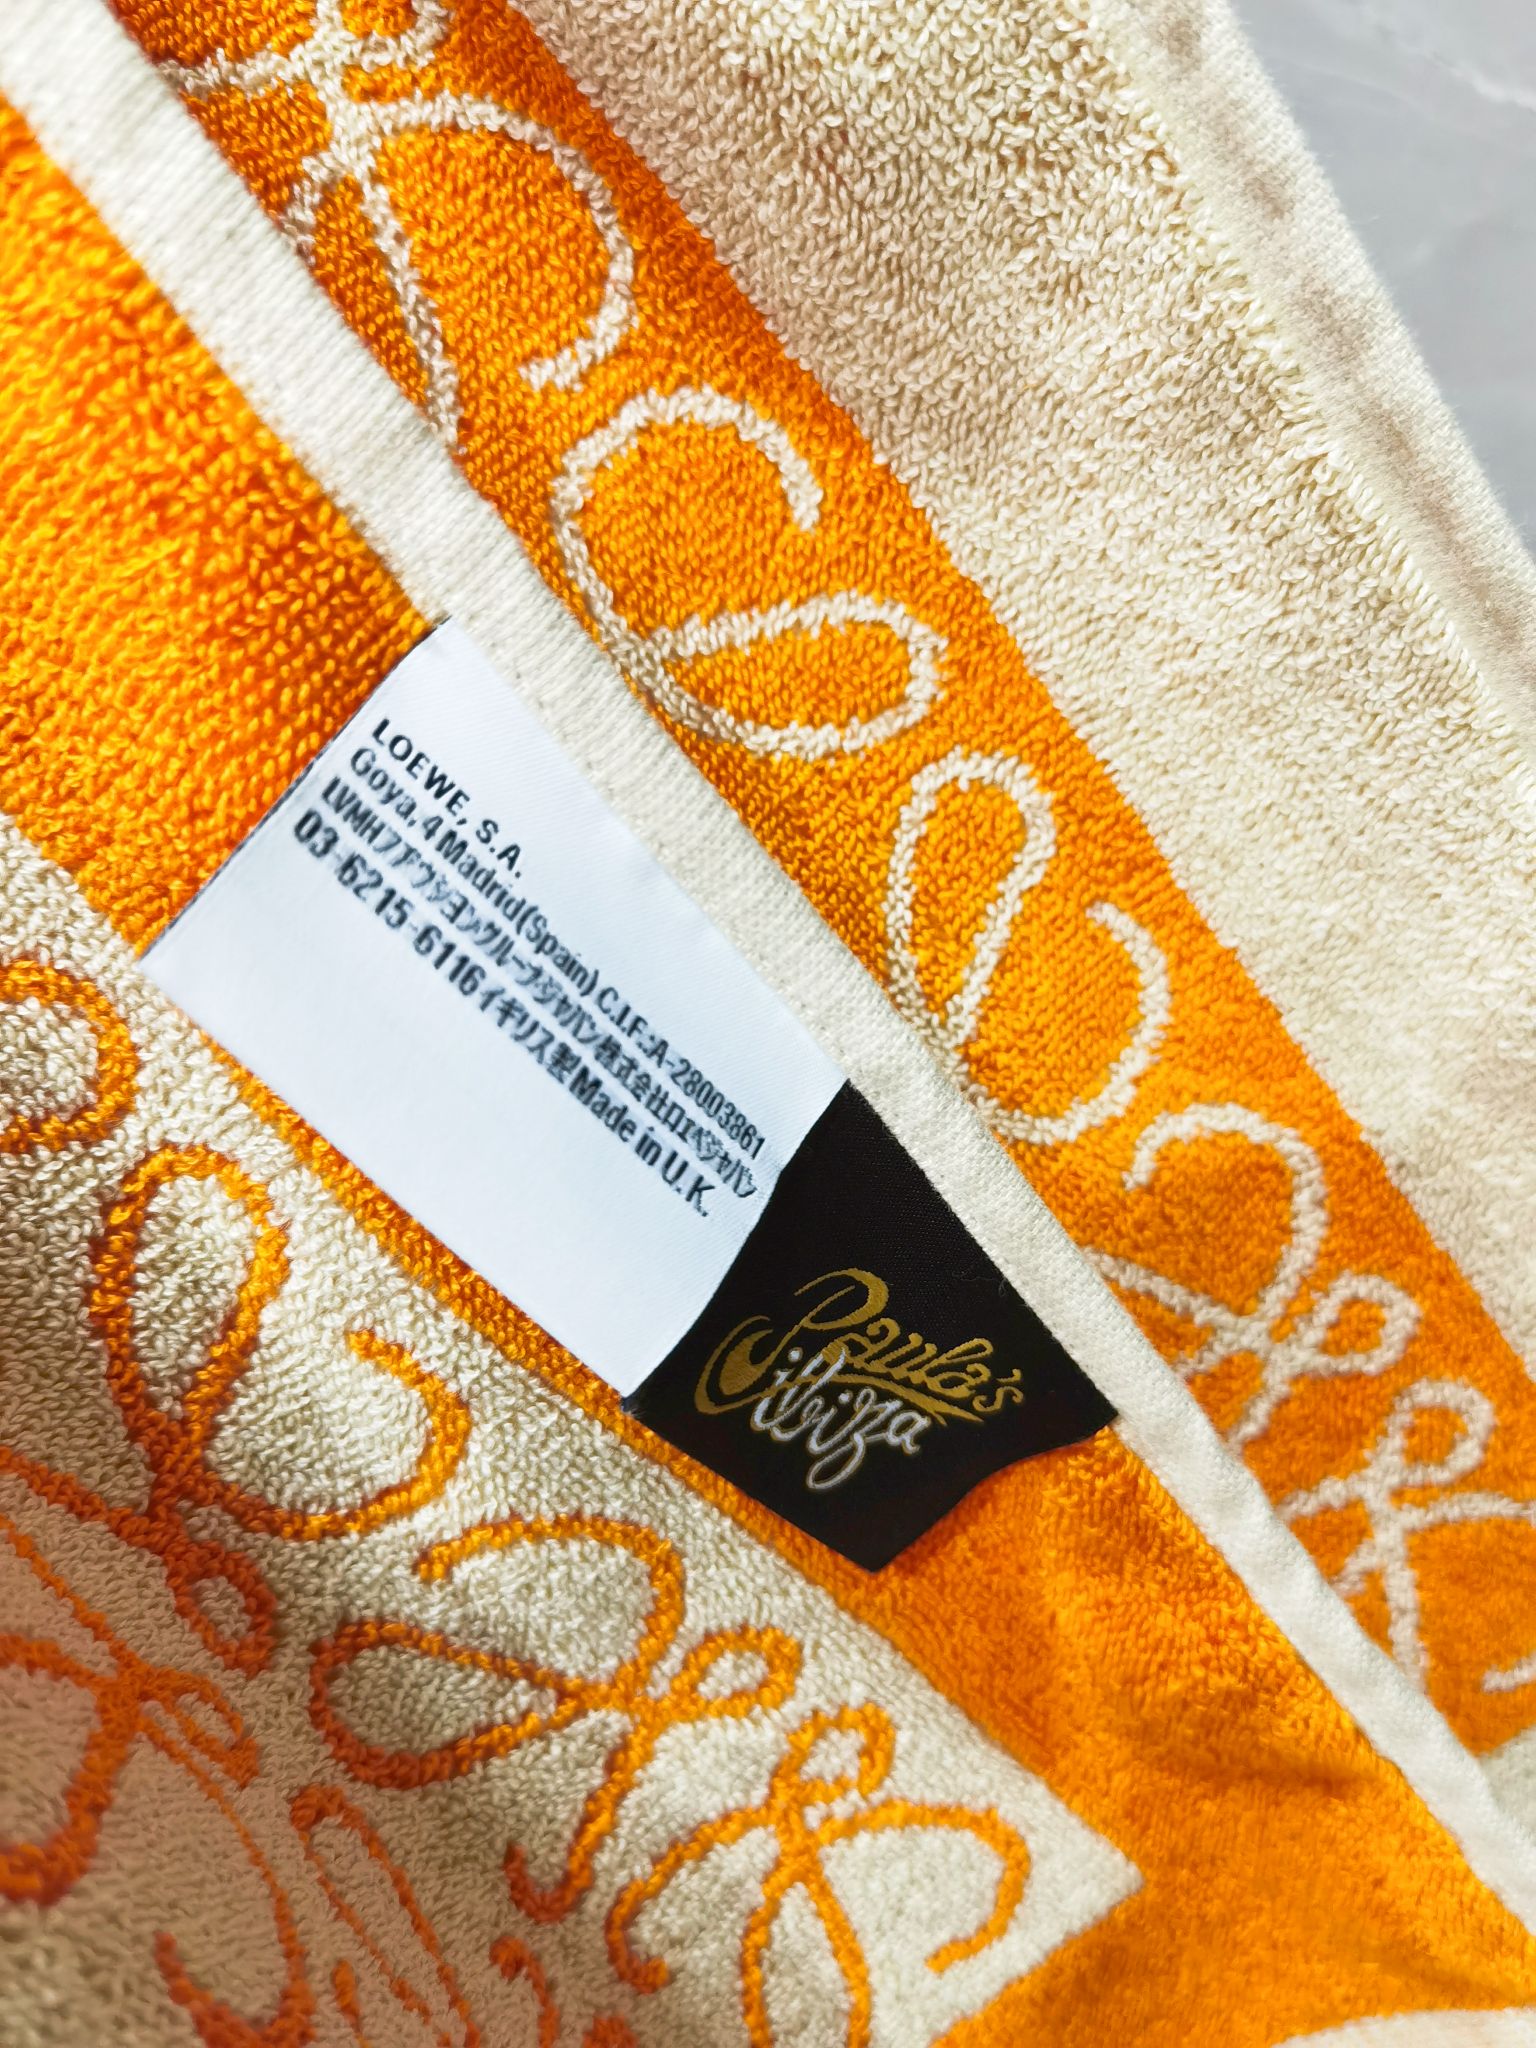 LOEWE, S.A.
Goya, 4 Madrid(Spain) C.I.F.:A-28003861
LVMHファウションクループジャパン株式会社ロエベジャパン
03-6215-6116イギリス製Made in U.K.
Paula's
Ibiza